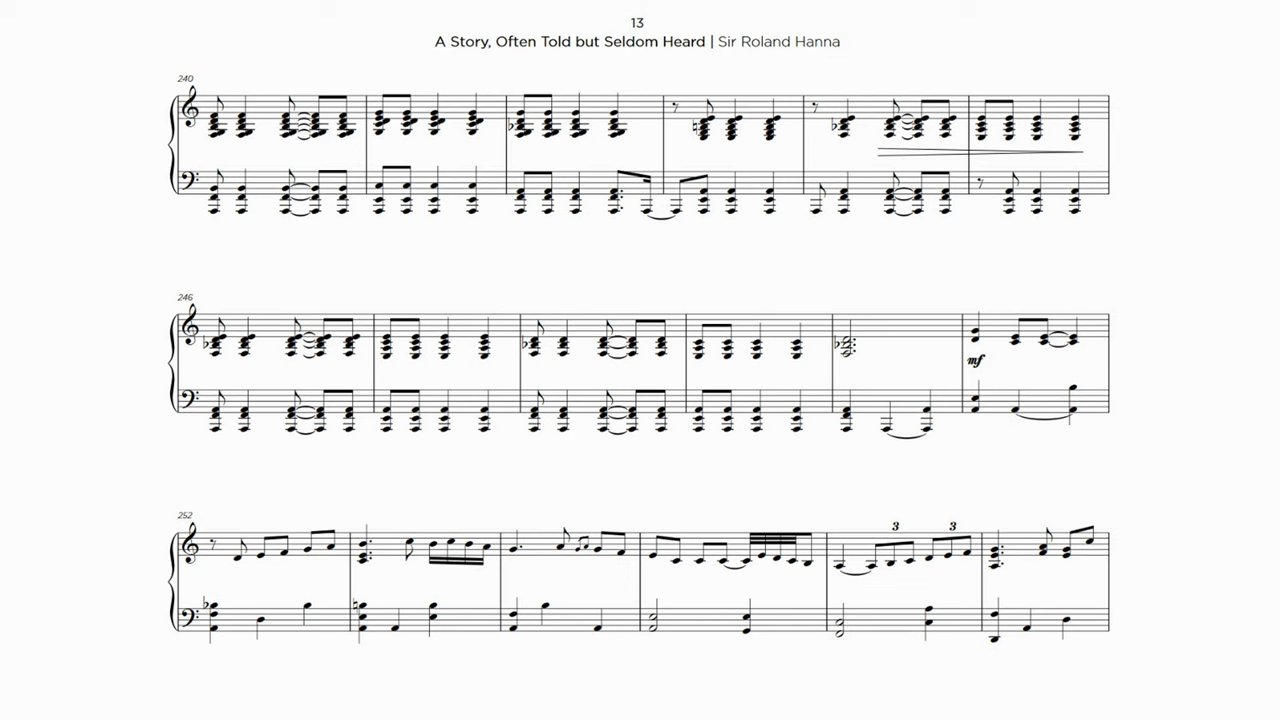 13
A Story, Often Told but Seldom Heard | Sir Roland Hanna
240
246
mf
252
3 3